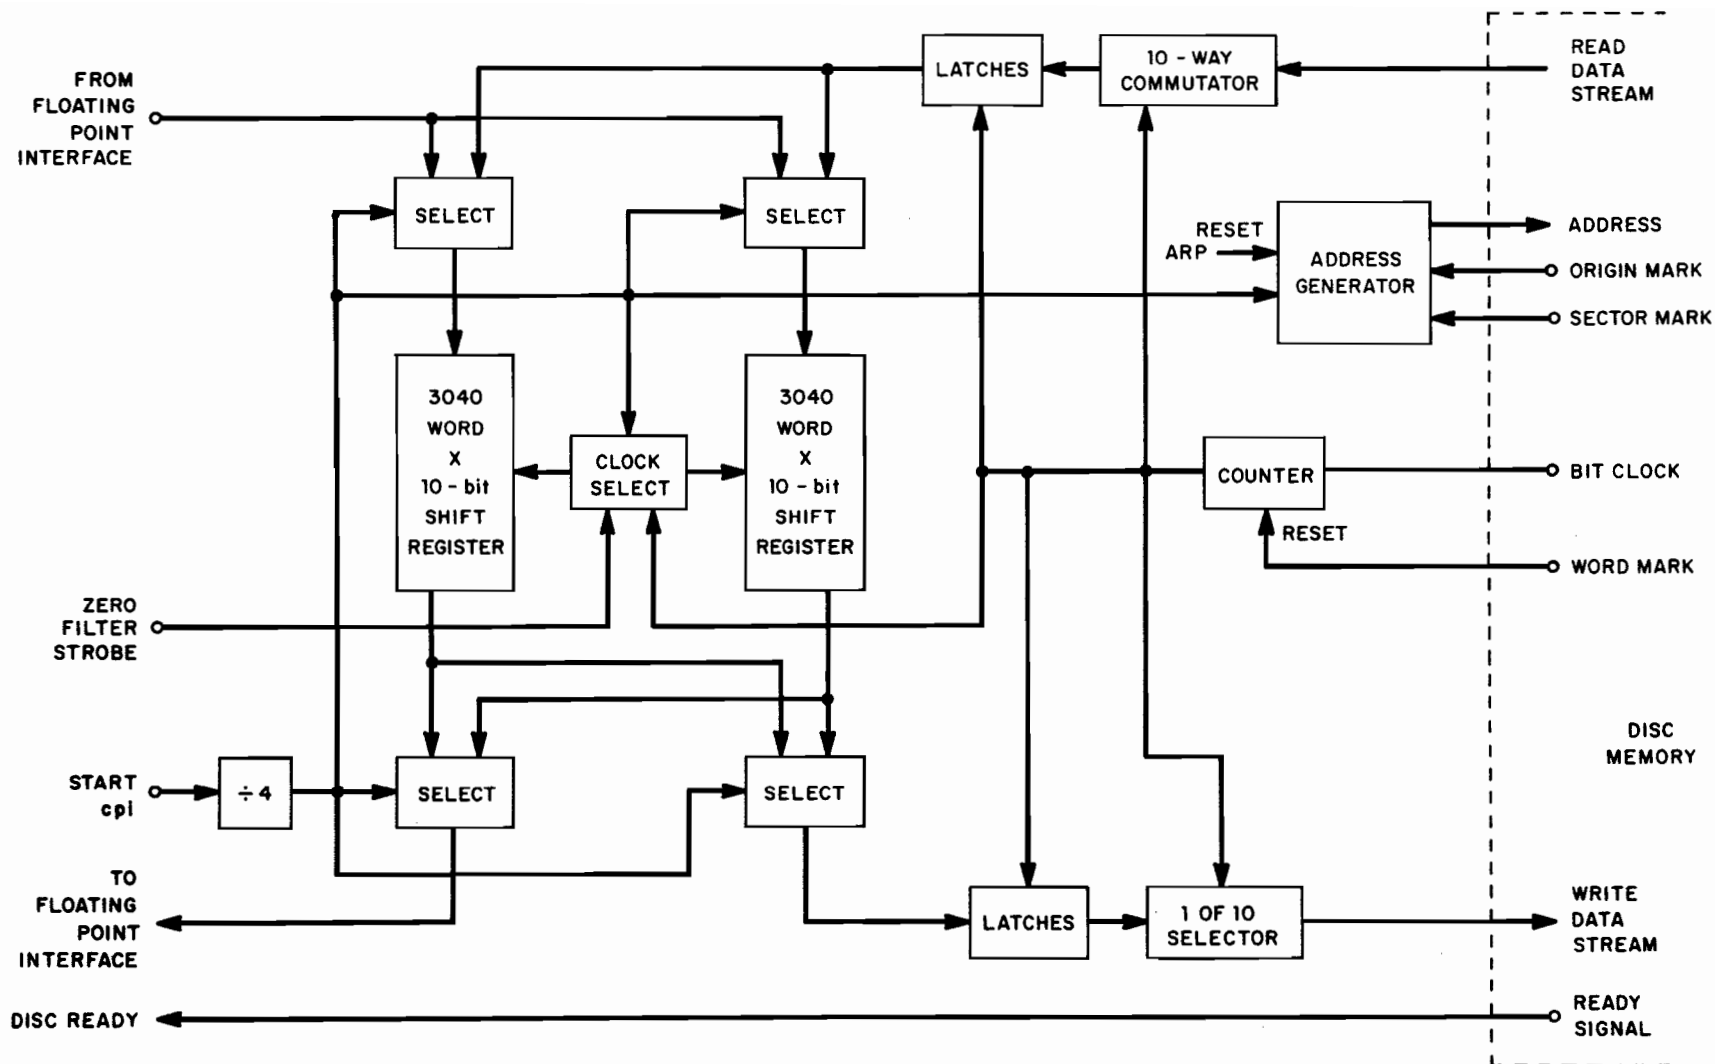 FROM
FLOATING
POINT
INTERFACE
LATCHES
10 - WAY
COMMUTATOR
READ
DATA
STREAM
SELECT
SELECT
RESET
ARP
ADDRESS
GENERATOR
ADDRESS
ORIGIN MARK
SECTOR MARK
3040
WORD
X
10 - bit
SHIFT
REGISTER
CLOCK
SELECT
3040
WORD
X
10 - bit
SHIFT
REGISTER
COUNTER
BIT CLOCK
RESET
WORD MARK
ZERO
FILTER
STROBE
DISC
MEMORY
START
cpi
÷ 4
SELECT
SELECT
TO
FLOATING
POINT
INTERFACE
LATCHES
1 OF 10
SELECTOR
WRITE
DATA
STREAM
DISC READY
READY
SIGNAL